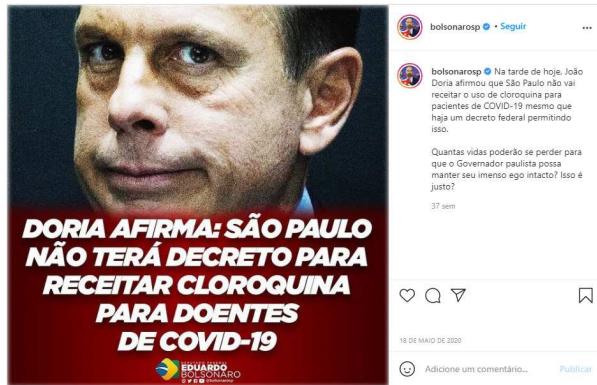 DORIA AFIRMA: SÃO PAULO
NÃO TERÁ DECRETO PARA
RECEITAR CLOROQUINA
PARA DOENTES
DE COVID-19
DEPUTADO FEDERAL
EDUARDO
BOLSONARO
@bolsonarosp
bolsonarosp • Seguir
bolsonarosp Na tarde de hoje, João
Doria afirmou que São Paulo não vai
receitar o uso de cloroquina para
pacientes de COVID-19 mesmo que
haja um decreto federal permitindo
isso.
Quantas vidas poderão se perder para
que o Governador paulista possa
manter seu imenso ego intacto? Isso é
justo?
37 sem
18 DE MAIO DE 2020
Adicione um comentário...
Publicar